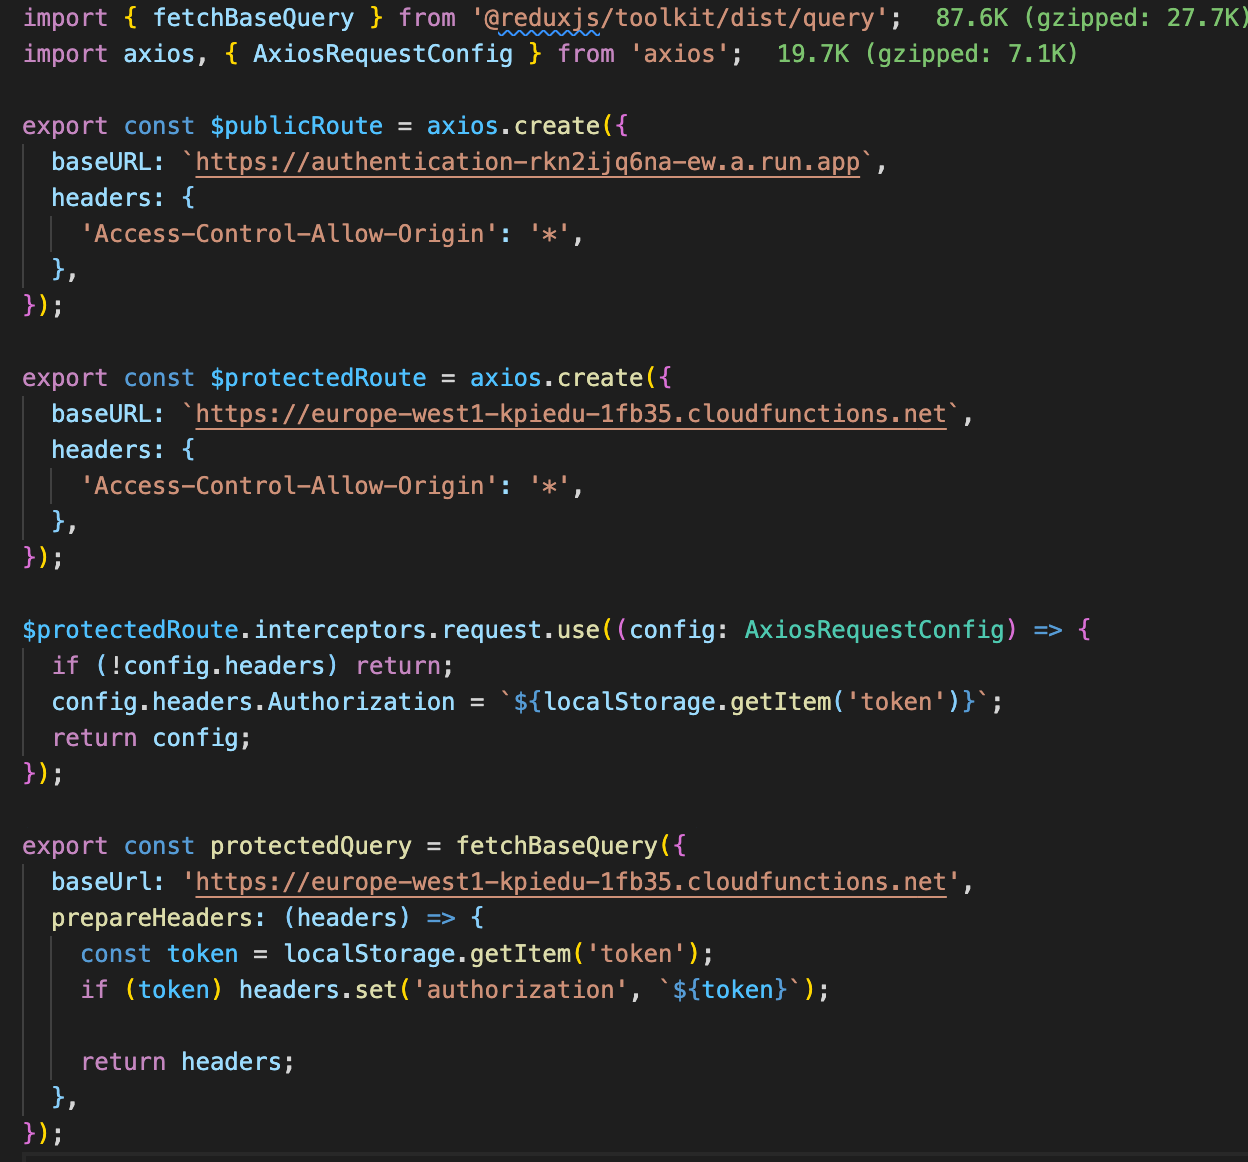 import { fetchBaseQuery } from '@reduxjs/toolkit/dist/query';  87.6K (gzipped: 27.7K)
import axios, { AxiosRequestConfig } from 'axios';  19.7K (gzipped: 7.1K)

export const $publicRoute = axios.create({
  baseURL: `https://authentication-rkn2ijq6na-ew.a.run.app`,
  headers: {
    'Access-Control-Allow-Origin': '*',
  },
});

export const $protectedRoute = axios.create({
  baseURL: `https://europe-west1-kpiedu-1fb35.cloudfunctions.net`,
  headers: {
    'Access-Control-Allow-Origin': '*',
  },
});

$protectedRoute.interceptors.request.use((config: AxiosRequestConfig) => {
  if (!config.headers) return;
  config.headers.Authorization = `${localStorage.getItem('token')}`;
  return config;
});

export const protectedQuery = fetchBaseQuery({
  baseUrl: 'https://europe-west1-kpiedu-1fb35.cloudfunctions.net',
  prepareHeaders: (headers) => {
    const token = localStorage.getItem('token');
    if (token) headers.set('authorization', `${token}`);

    return headers;
  },
});